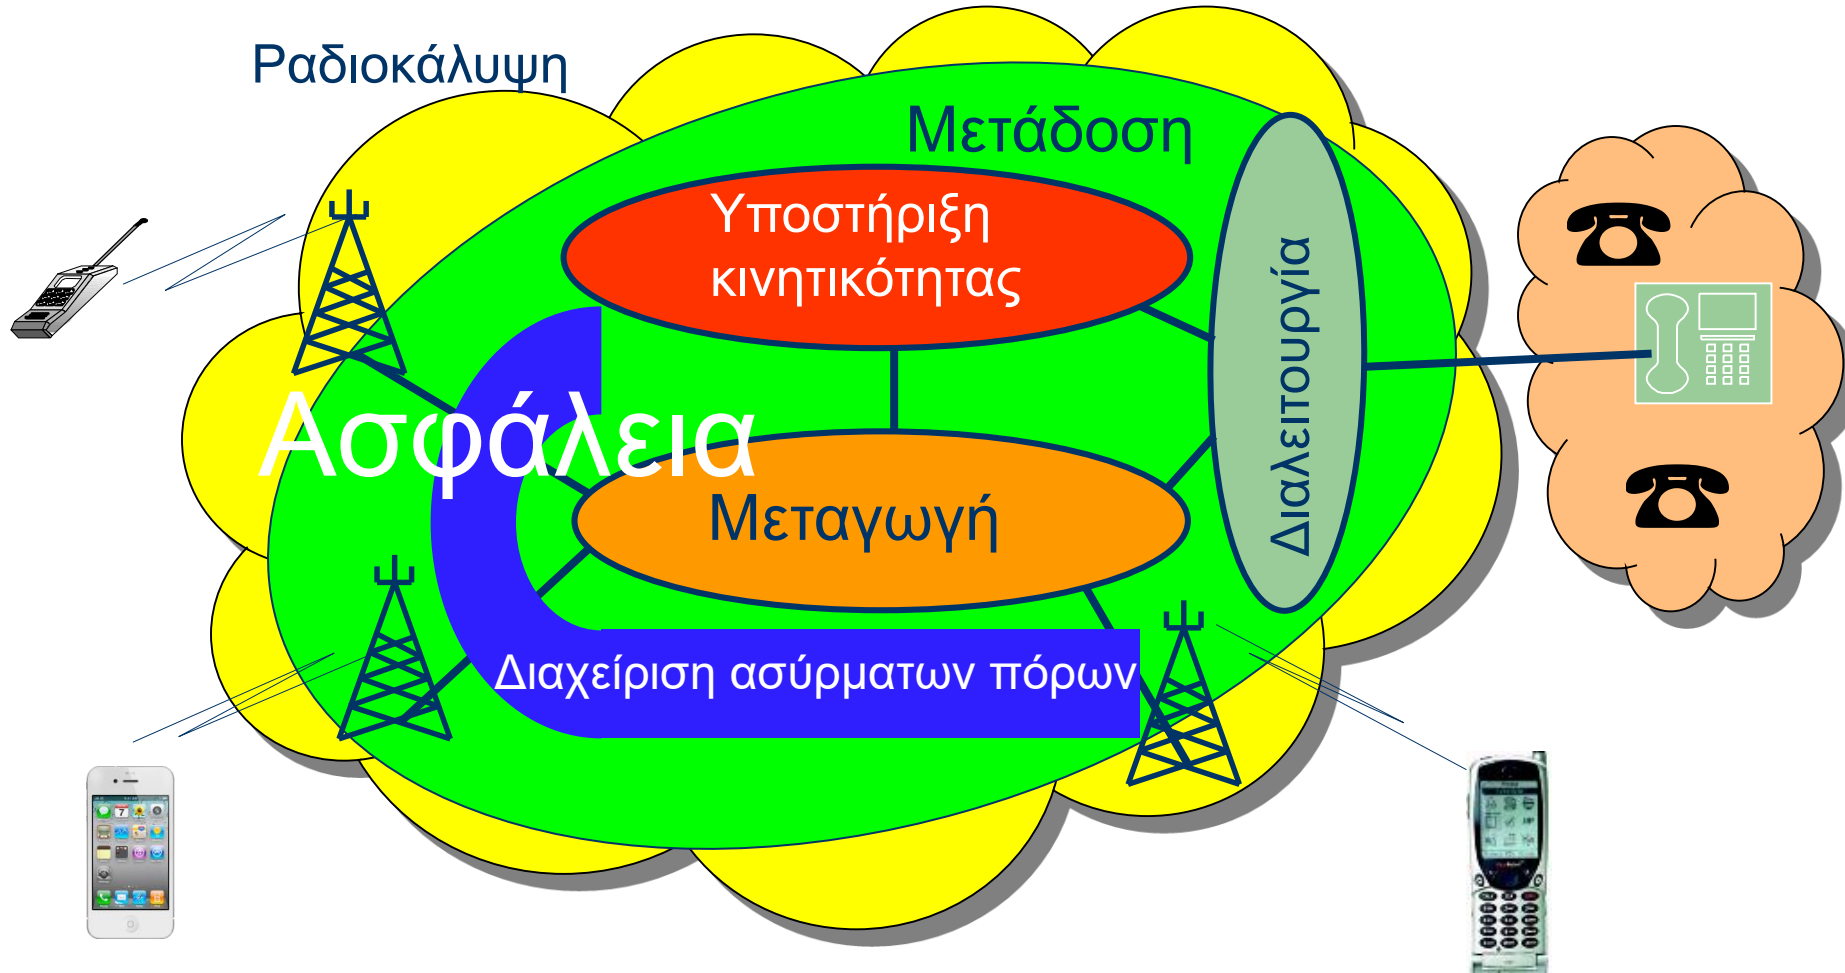 Ραδιοκάλυψη
Μετάδοση
Υποστήριξη
κινητικότητας
Διαλειτουργία
Ασφάλεια
Μεταγωγή
Διαχείριση ασύρματων πόρων